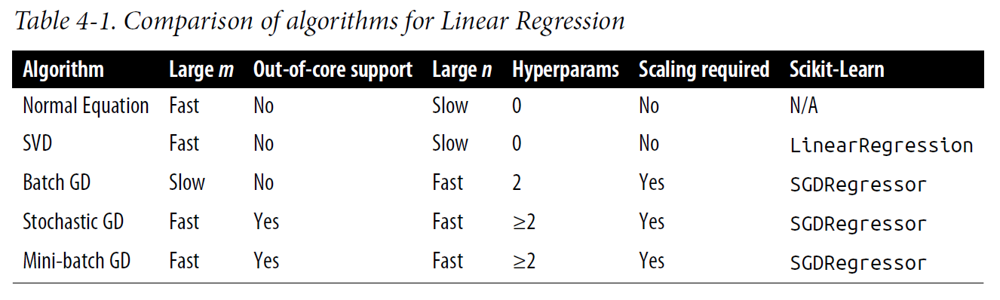 Table 4-1. Comparison of algorithms for Linear Regression
Algorithm Large m Out-of-core support Large n Hyperparams Scaling required Scikit-Learn
Normal Equation Fast No Slow 0 No N/A
SVD Fast No Slow 0 No LinearRegression
Batch GD Slow No Fast 2 Yes SGDRegressor
Stochastic GD Fast Yes Fast ≥2 Yes SGDRegressor
Mini-batch GD Fast Yes Fast ≥2 Yes SGDRegressor